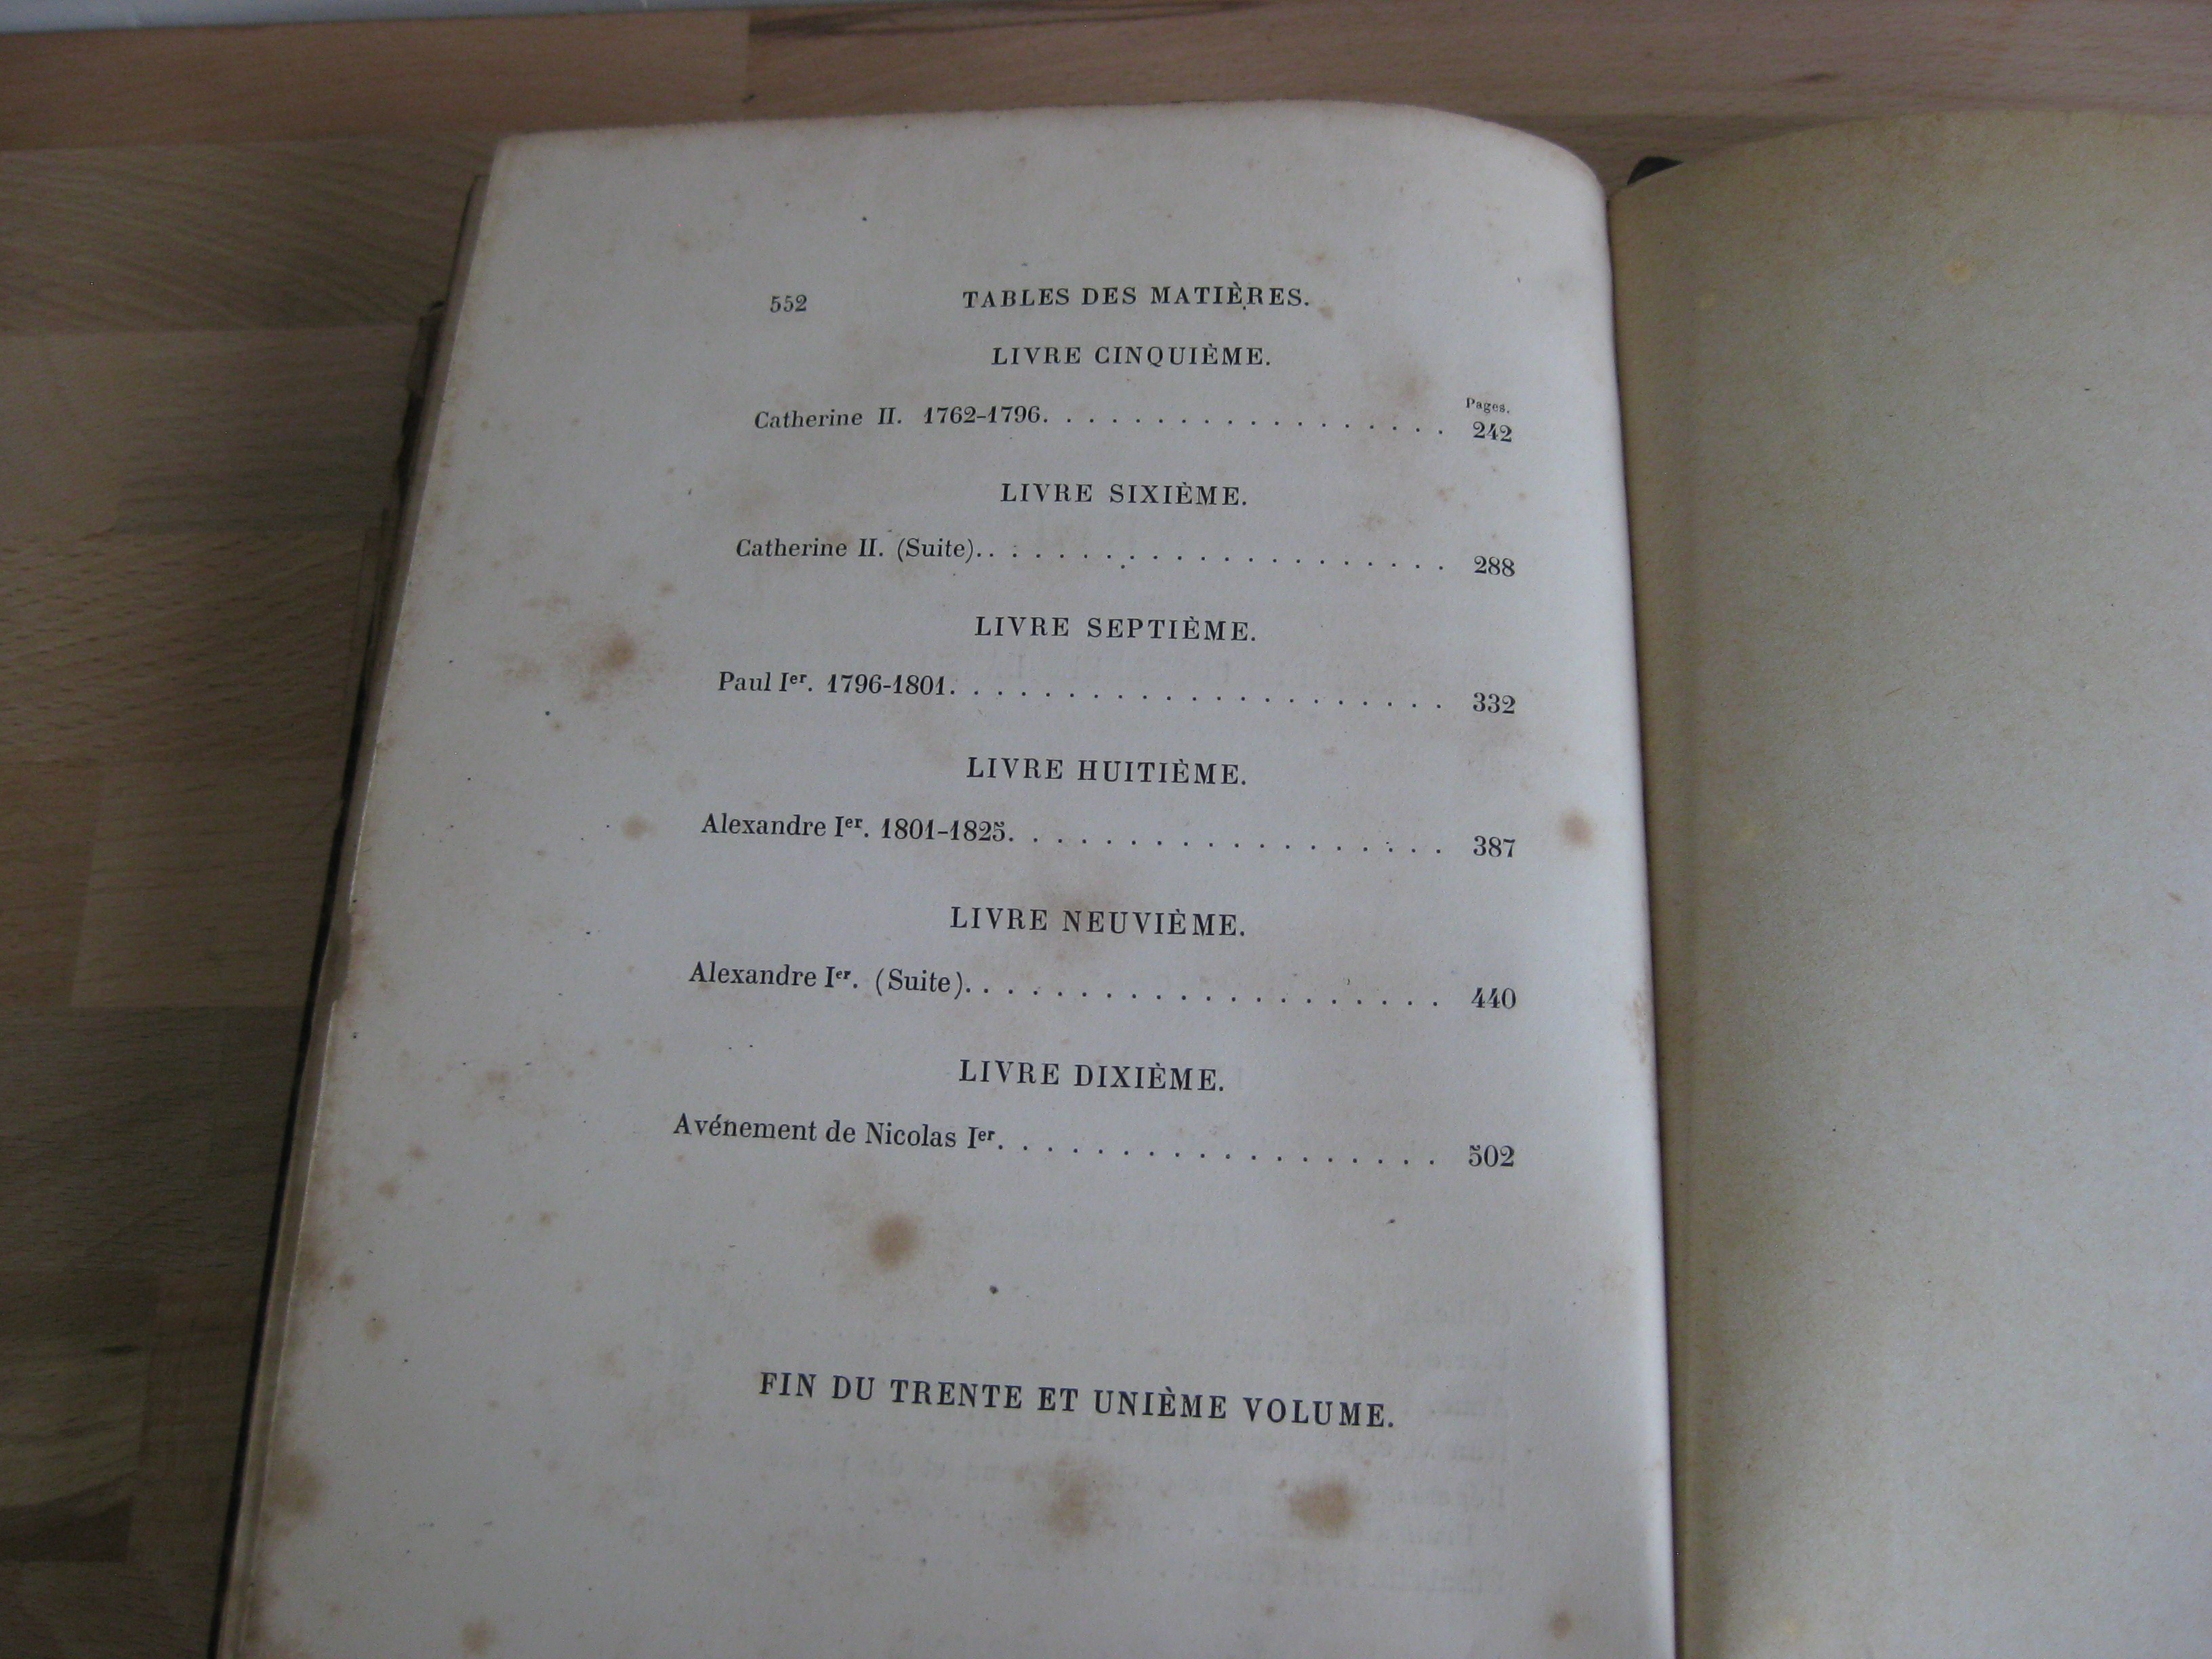 552 TABLES DES MATIÈRES.
LIVRE CINQUIÈME.
Pages.
Catherine II. 1762-1796. . . . . . . . . . . . . . . . . . 242
LIVRE SIXIÈME.
Catherine II. (Suite). . . . . . . . . . . . . . . . . . . . 288
LIVRE SEPTIÈME.
Paul Ier. 1796-1801. . . . . . . . . . . . . . . . . . . . . 332
LIVRE HUITIÈME.
Alexandre Ier. 1801-1825. . . . . . . . . . . . . . . . . . . 387
LIVRE NEUVIÈME.
Alexandre Ier. (Suite). . . . . . . . . . . . . . . . . . . . 440
LIVRE DIXIÈME.
Avénement de Nicolas Ier. . . . . . . . . . . . . . . . . . . 502
FIN DU TRENTE ET UNIÈME VOLUME.